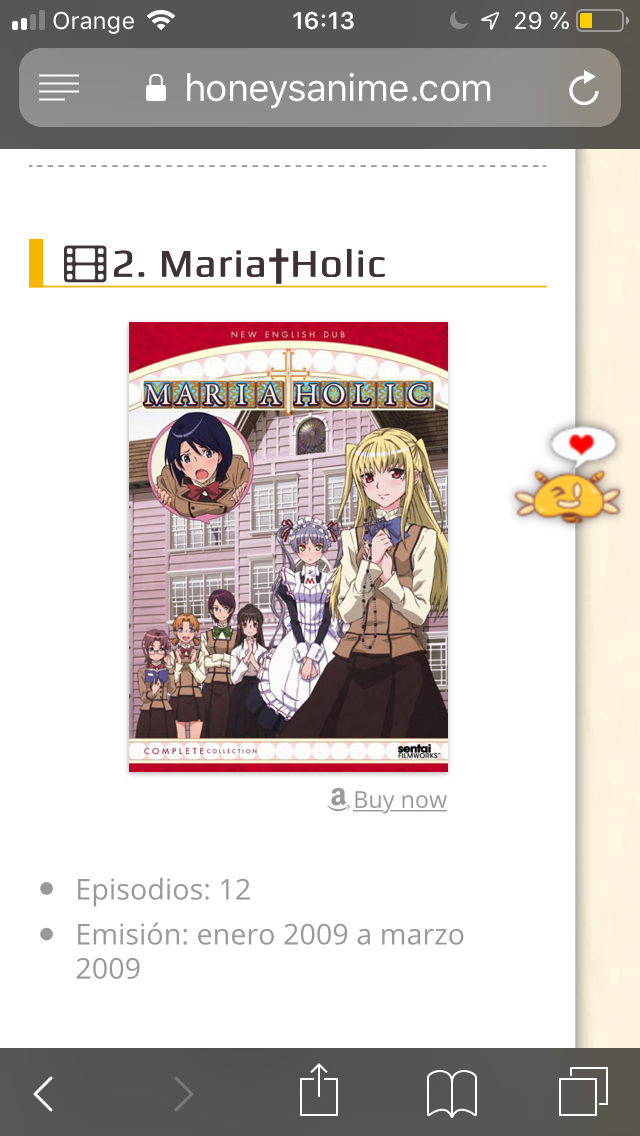 Orange 16:13 29 %
honeysanime.com
2. Maria†Holic
NEW ENGLISH DUB
MARIA HOLIC
M
COMPLETE COLLECTION
sentai
FILMWORKS
Buy now
Episodios: 12
Emisión: enero 2009 a marzo
2009